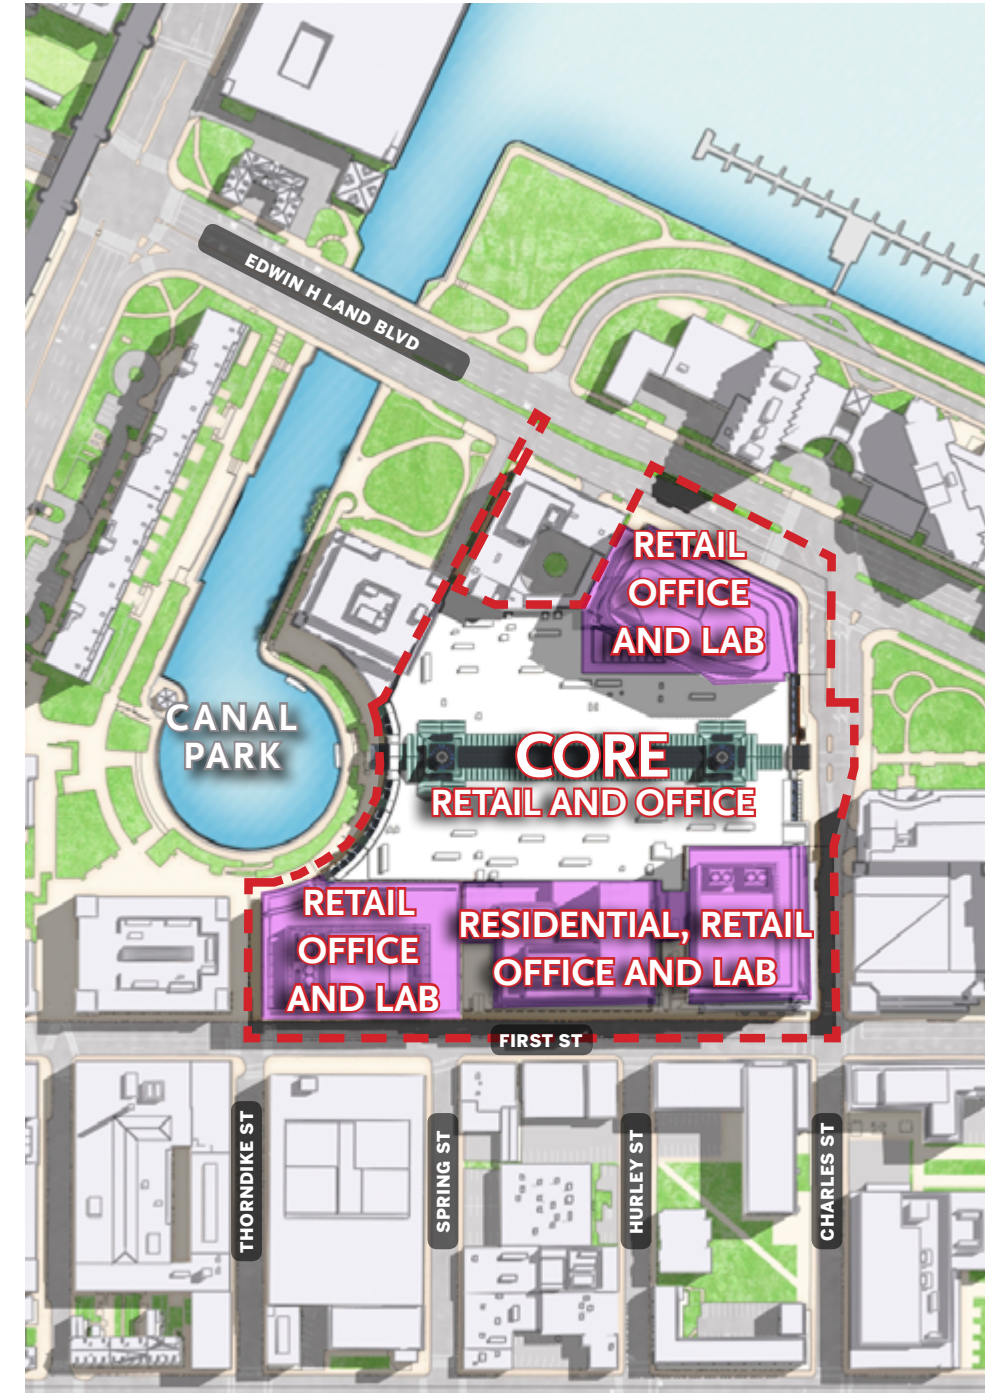 EDWIN H LAND BLVD
RETAIL
OFFICE
AND LAB
CANAL
PARK
CORE
RETAIL AND OFFICE
RETAIL
OFFICE
AND LAB
RESIDENTIAL, RETAIL
OFFICE AND LAB
FIRST ST
THORNDIKE ST
SPRING ST
HURLEY ST
CHARLES ST